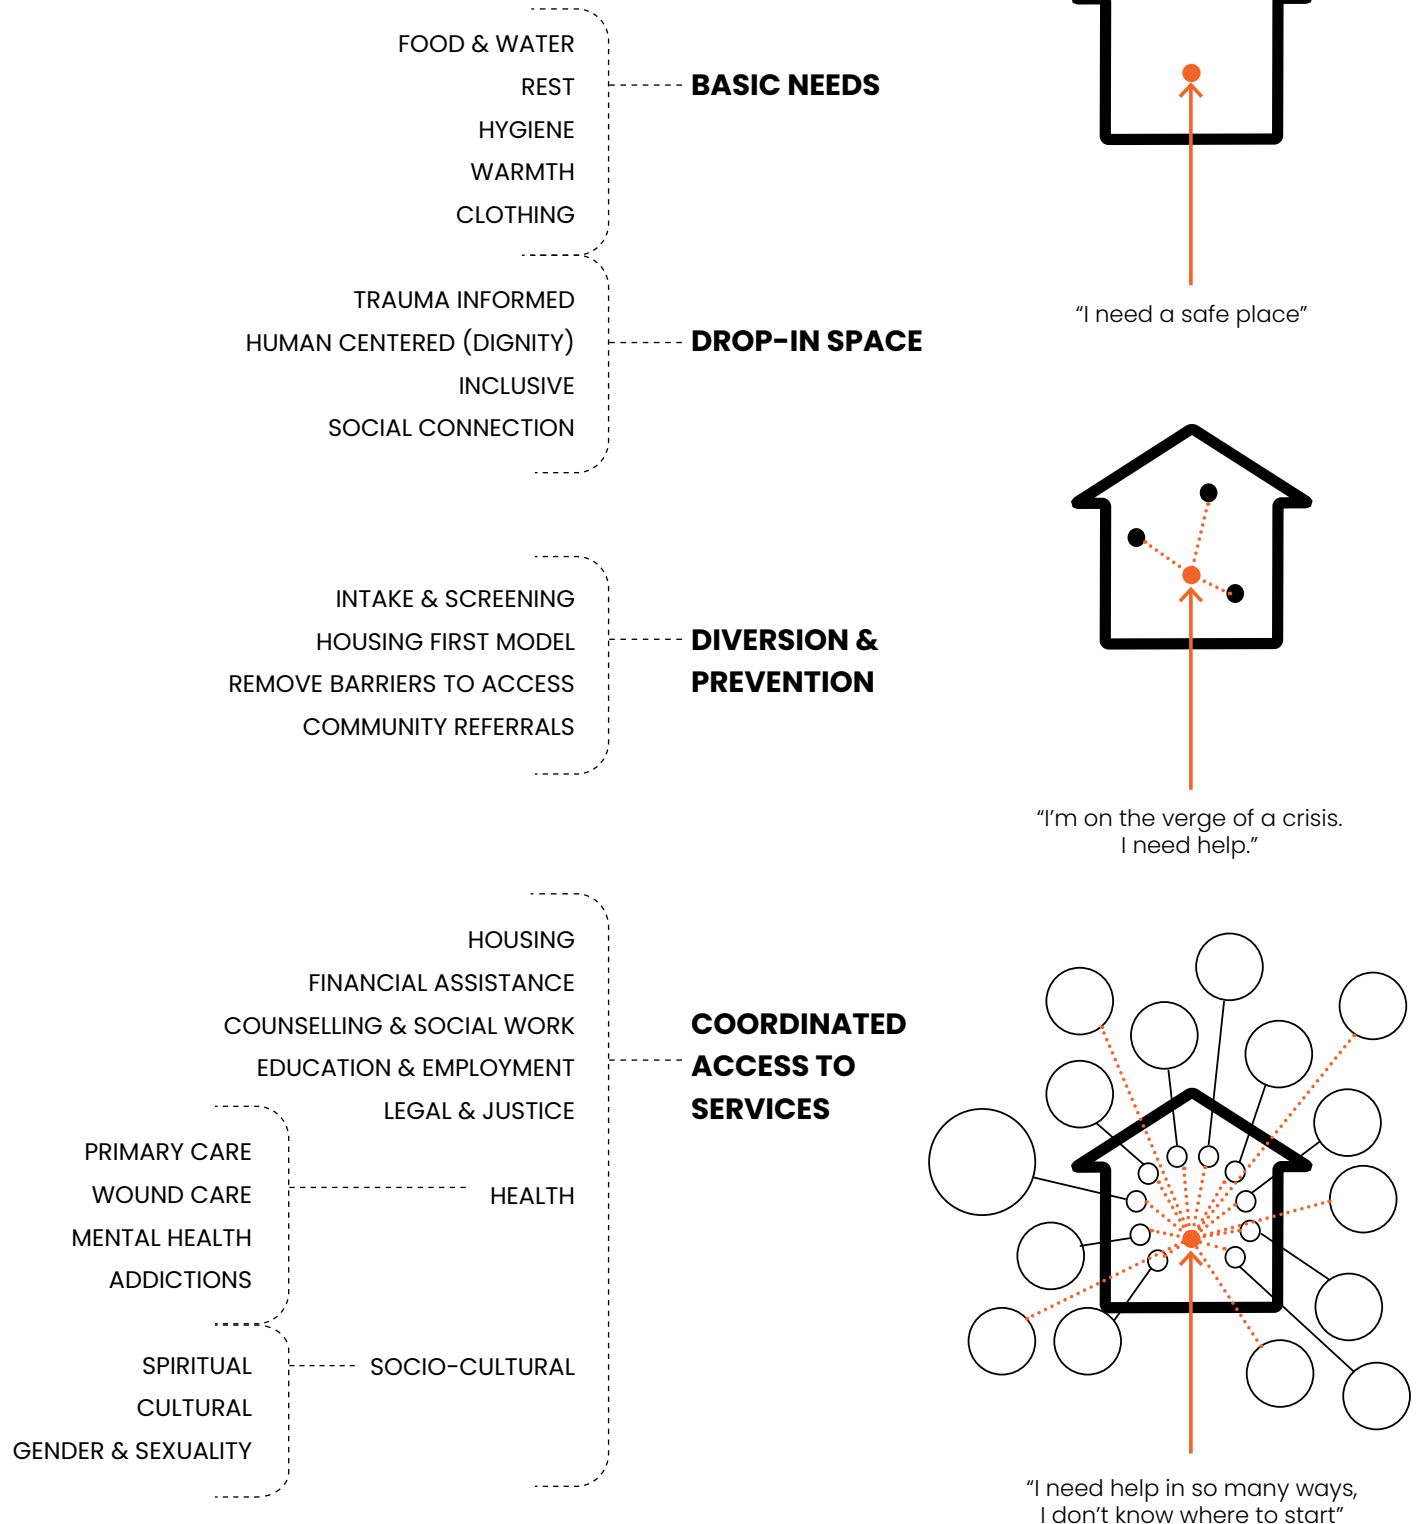 FOOD & WATER
REST
HYGIENE
WARMTH
CLOTHING
BASIC NEEDS
“I need a safe place”
TRAUMA INFORMED
HUMAN CENTERED (DIGNITY)
INCLUSIVE
SOCIAL CONNECTION
DROP-IN SPACE
INTAKE & SCREENING
HOUSING FIRST MODEL
REMOVE BARRIERS TO ACCESS
COMMUNITY REFERRALS
DIVERSION &
PREVENTION
“I’m on the verge of a crisis.
I need help.”
HOUSING
FINANCIAL ASSISTANCE
COUNSELLING & SOCIAL WORK
EDUCATION & EMPLOYMENT
LEGAL & JUSTICE
COORDINATED
ACCESS TO
SERVICES
PRIMARY CARE
WOUND CARE
MENTAL HEALTH
ADDICTIONS
HEALTH
SPIRITUAL
CULTURAL
GENDER & SEXUALITY
SOCIO-CULTURAL
“I need help in so many ways,
I don’t know where to start”